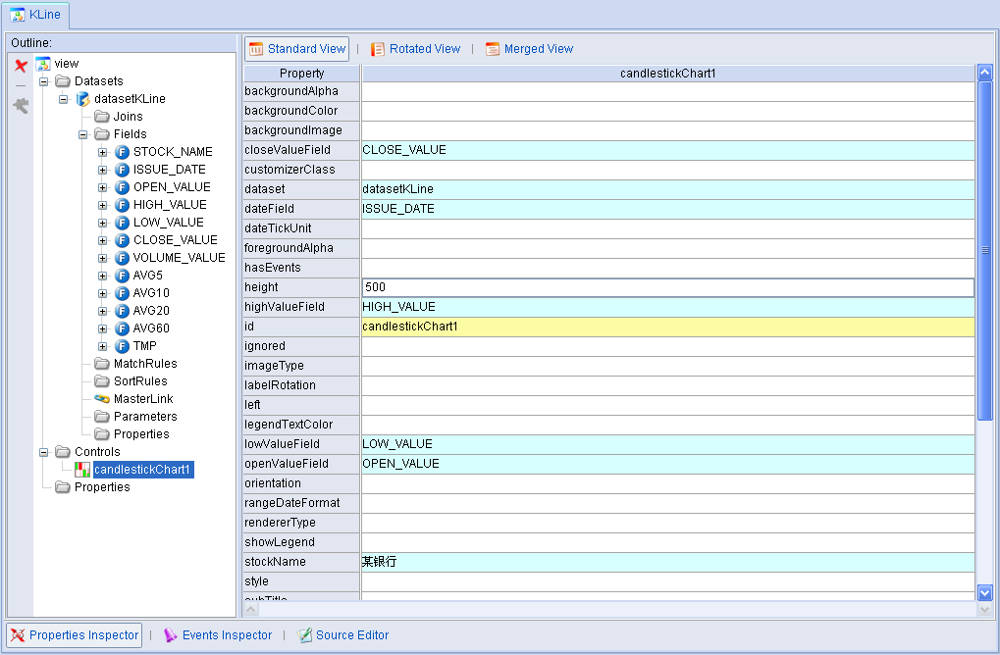 KLine
Outline:
view
Datasets
datasetKLine
Joins
Fields
STOCK_NAME
ISSUE_DATE
OPEN_VALUE
HIGH_VALUE
LOW_VALUE
CLOSE_VALUE
VOLUME_VALUE
AVG5
AVG10
AVG20
AVG60
TMP
MatchRules
SortRules
MasterLink
Parameters
Properties
Controls
candlestickChart1
Properties
Standard View | Rotated View | Merged View
Property candlestickChart1
backgroundAlpha
backgroundColor
backgroundImage
closeValueField CLOSE_VALUE
customizerClass
dataset datasetKLine
dateField ISSUE_DATE
dateTickUnit
foregroundAlpha
hasEvents
height 500
highValueField HIGH_VALUE
id candlestickChart1
ignored
imageType
labelRotation
left
legendTextColor
lowValueField LOW_VALUE
openValueField OPEN_VALUE
orientation
rangeDateFormat
rendererType
showLegend
stockName 某银行
style
subTitle
Properties Inspector | Events Inspector | Source Editor